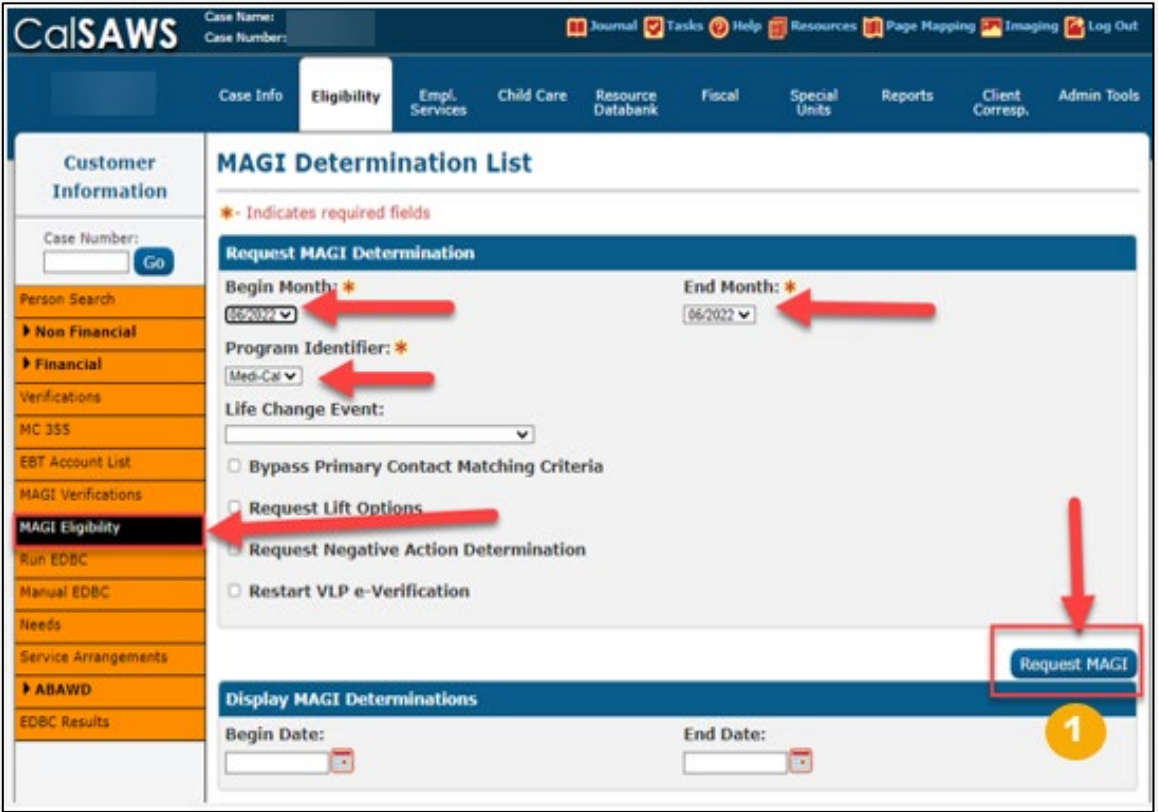 CalSAWS
Case Name:
Case Number:
Journal Tasks Help Resources Page Mapping Imaging Log Out
Case Info Eligibility Empl. Services Child Care Resource Databank Fiscal Special Units Reports Client Corresp. Admin Tools
Customer Information
Case Number:
Go
Person Search
Non Financial
Financial
Verifications
MC 355
EBT Account List
MAGI Verifications
MAGI Eligibility
Run EDBC
Manual EDBC
Needs
Service Arrangements
ABAWD
EDBC Results
MAGI Determination List
*- Indicates required fields
Request MAGI Determination
Begin Month: * End Month: *
06/2022 06/2022
Program Identifier: *
Medi-Cal
Life Change Event:
Bypass Primary Contact Matching Criteria
Request Lift Options
Request Negative Action Determination
Restart VLP e-Verification
Request MAGI
1
Display MAGI Determinations
Begin Date: End Date: